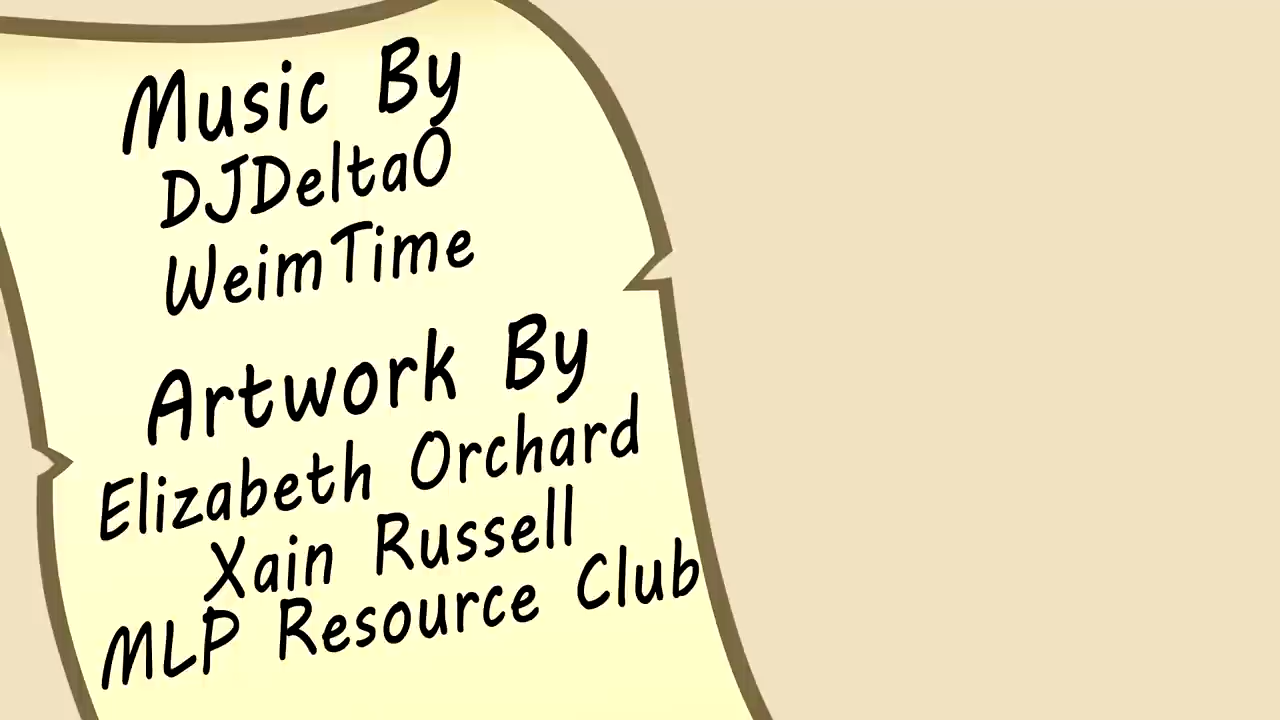 Music By
DJDelta0
WeimTime
Artwork By
Elizabeth Orchard
Xain Russell
MLP Resource Club